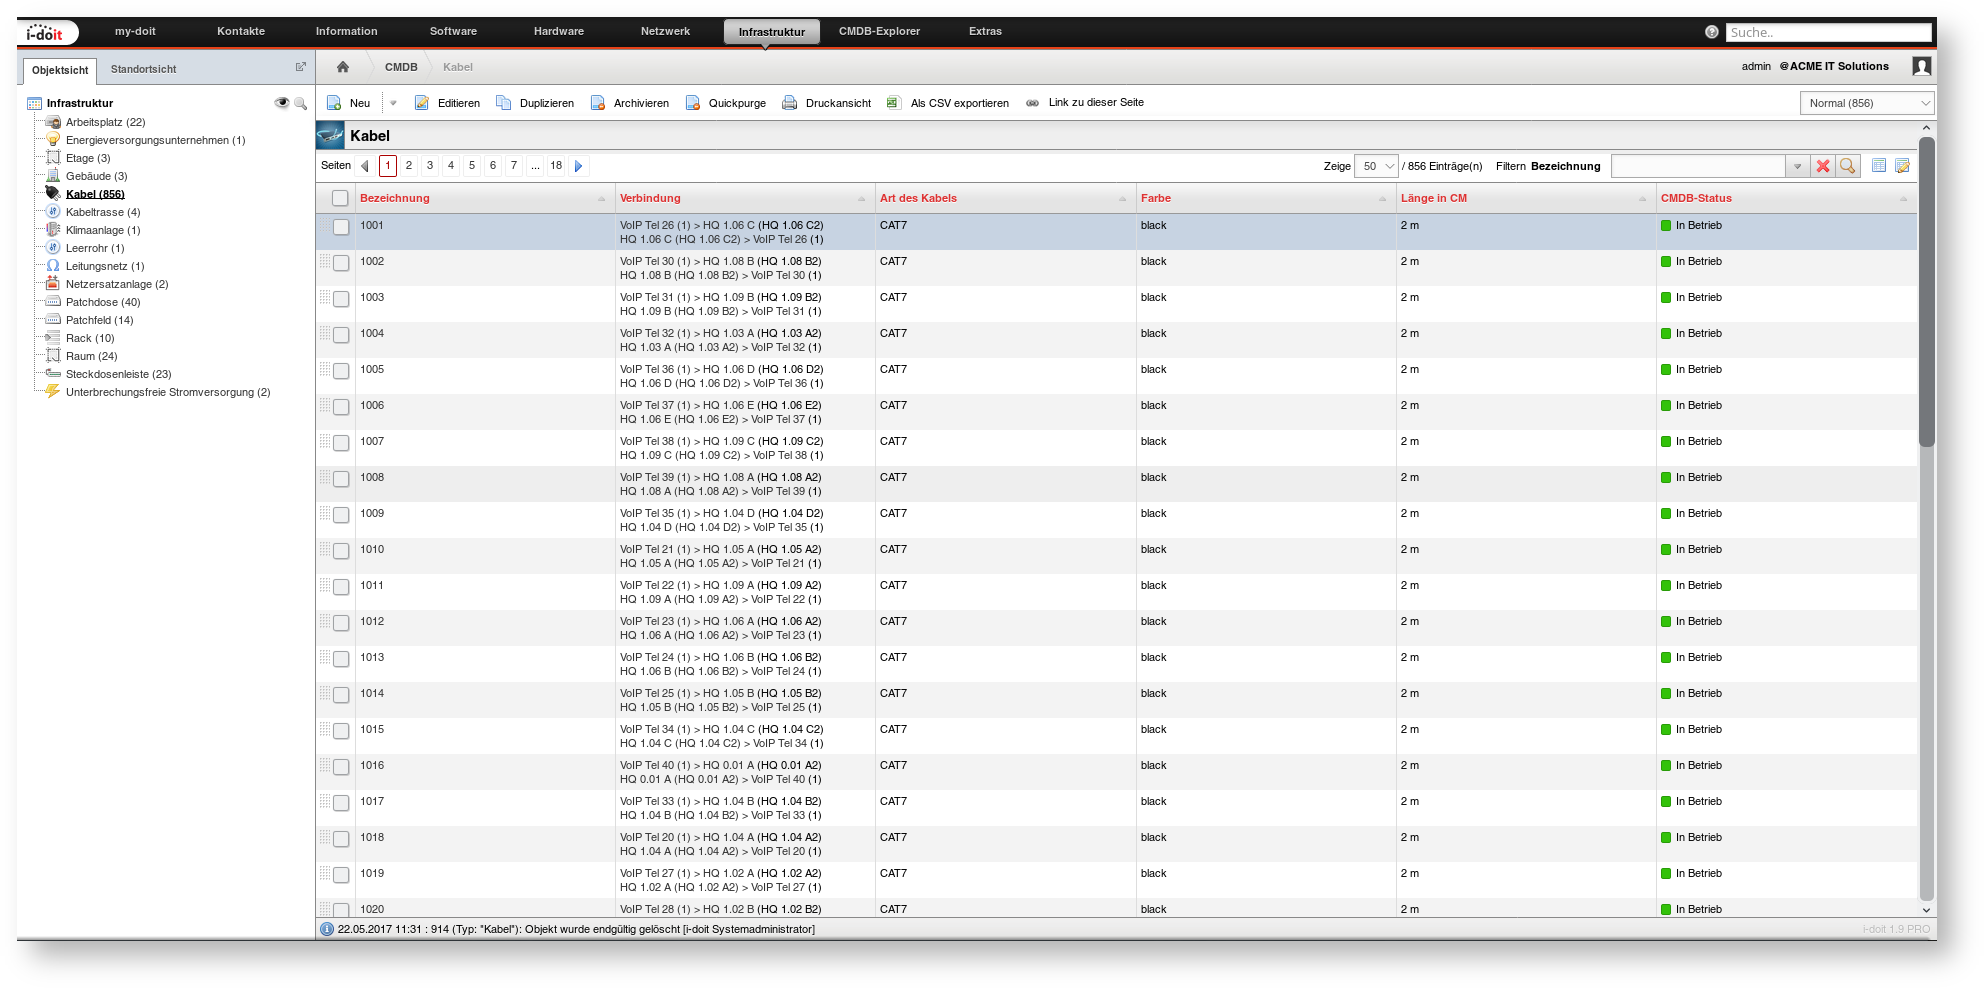 i-doit my-doit Kontakte Information Software Hardware Netzwerk Infrastruktur CMDB-Explorer Extras Suche..
Objektsicht Standortsicht CMDB Kabel admin @ACME IT Solutions
Neu Editieren Duplizieren Archivieren Quickpurge Druckansicht Als CSV exportieren Link zu dieser Seite Normal (856)
Infrastruktur
Arbeitsplatz (22)
Energieversorgungsunternehmen (1)
Etage (3)
Gebäude (3)
Kabel (856)
Kabeltrasse (4)
Klimaanlage (1)
Leerrohr (1)
Leitungsnetz (1)
Netzersatzanlage (2)
Patchdose (40)
Patchfeld (14)
Rack (10)
Raum (24)
Steckdosenleiste (23)
Unterbrechungsfreie Stromversorgung (2)
Kabel
Seiten 1 2 3 4 5 6 7 ... 18 Zeige 50 / 856 Einträge(n) Filtern Bezeichnung
Bezeichnung Verbindung Art des Kabels Farbe Länge in CM CMDB-Status
1001 VoIP Tel 26 (1) > HQ 1.06 C (HQ 1.06 C2) CAT7 black 2 m In Betrieb
HQ 1.06 C (HQ 1.06 C2) > VoIP Tel 26 (1)
1002 VoIP Tel 30 (1) > HQ 1.08 B (HQ 1.08 B2) CAT7 black 2 m In Betrieb
HQ 1.08 B (HQ 1.08 B2) > VoIP Tel 30 (1)
1003 VoIP Tel 31 (1) > HQ 1.09 B (HQ 1.09 B2) CAT7 black 2 m In Betrieb
HQ 1.09 B (HQ 1.09 B2) > VoIP Tel 31 (1)
1004 VoIP Tel 32 (1) > HQ 1.03 A (HQ 1.03 A2) CAT7 black 2 m In Betrieb
HQ 1.03 A (HQ 1.03 A2) > VoIP Tel 32 (1)
1005 VoIP Tel 36 (1) > HQ 1.06 D (HQ 1.06 D2) CAT7 black 2 m In Betrieb
HQ 1.06 D (HQ 1.06 D2) > VoIP Tel 36 (1)
1006 VoIP Tel 37 (1) > HQ 1.06 E (HQ 1.06 E2) CAT7 black 2 m In Betrieb
HQ 1.06 E (HQ 1.06 E2) > VoIP Tel 37 (1)
1007 VoIP Tel 38 (1) > HQ 1.09 C (HQ 1.09 C2) CAT7 black 2 m In Betrieb
HQ 1.09 C (HQ 1.09 C2) > VoIP Tel 38 (1)
1008 VoIP Tel 39 (1) > HQ 1.08 A (HQ 1.08 A2) CAT7 black 2 m In Betrieb
HQ 1.08 A (HQ 1.08 A2) > VoIP Tel 39 (1)
1009 VoIP Tel 35 (1) > HQ 1.04 D (HQ 1.04 D2) CAT7 black 2 m In Betrieb
HQ 1.04 D (HQ 1.04 D2) > VoIP Tel 35 (1)
1010 VoIP Tel 21 (1) > HQ 1.05 A (HQ 1.05 A2) CAT7 black 2 m In Betrieb
HQ 1.05 A (HQ 1.05 A2) > VoIP Tel 21 (1)
1011 VoIP Tel 22 (1) > HQ 1.09 A (HQ 1.09 A2) CAT7 black 2 m In Betrieb
HQ 1.09 A (HQ 1.09 A2) > VoIP Tel 22 (1)
1012 VoIP Tel 23 (1) > HQ 1.06 A (HQ 1.06 A2) CAT7 black 2 m In Betrieb
HQ 1.06 A (HQ 1.06 A2) > VoIP Tel 23 (1)
1013 VoIP Tel 24 (1) > HQ 1.06 B (HQ 1.06 B2) CAT7 black 2 m In Betrieb
HQ 1.06 B (HQ 1.06 B2) > VoIP Tel 24 (1)
1014 VoIP Tel 25 (1) > HQ 1.05 B (HQ 1.05 B2) CAT7 black 2 m In Betrieb
HQ 1.05 B (HQ 1.05 B2) > VoIP Tel 25 (1)
1015 VoIP Tel 34 (1) > HQ 1.04 C (HQ 1.04 C2) CAT7 black 2 m In Betrieb
HQ 1.04 C (HQ 1.04 C2) > VoIP Tel 34 (1)
1016 VoIP Tel 40 (1) > HQ 0.01 A (HQ 0.01 A2) CAT7 black 2 m In Betrieb
HQ 0.01 A (HQ 0.01 A2) > VoIP Tel 40 (1)
1017 VoIP Tel 33 (1) > HQ 1.04 B (HQ 1.04 B2) CAT7 black 2 m In Betrieb
HQ 1.04 B (HQ 1.04 B2) > VoIP Tel 33 (1)
1018 VoIP Tel 20 (1) > HQ 1.04 A (HQ 1.04 A2) CAT7 black 2 m In Betrieb
HQ 1.04 A (HQ 1.04 A2) > VoIP Tel 20 (1)
1019 VoIP Tel 27 (1) > HQ 1.02 A (HQ 1.02 A2) CAT7 black 2 m In Betrieb
HQ 1.02 A (HQ 1.02 A2) > VoIP Tel 27 (1)
1020 VoIP Tel 28 (1) > HQ 1.02 B (HQ 1.02 B2) CAT7 black 2 m In Betrieb
22.05.2017 11:31 : 914 (Typ: "Kabel"): Objekt wurde endgültig gelöscht [i-doit Systemadministrator] i-doit 1.9 PRO